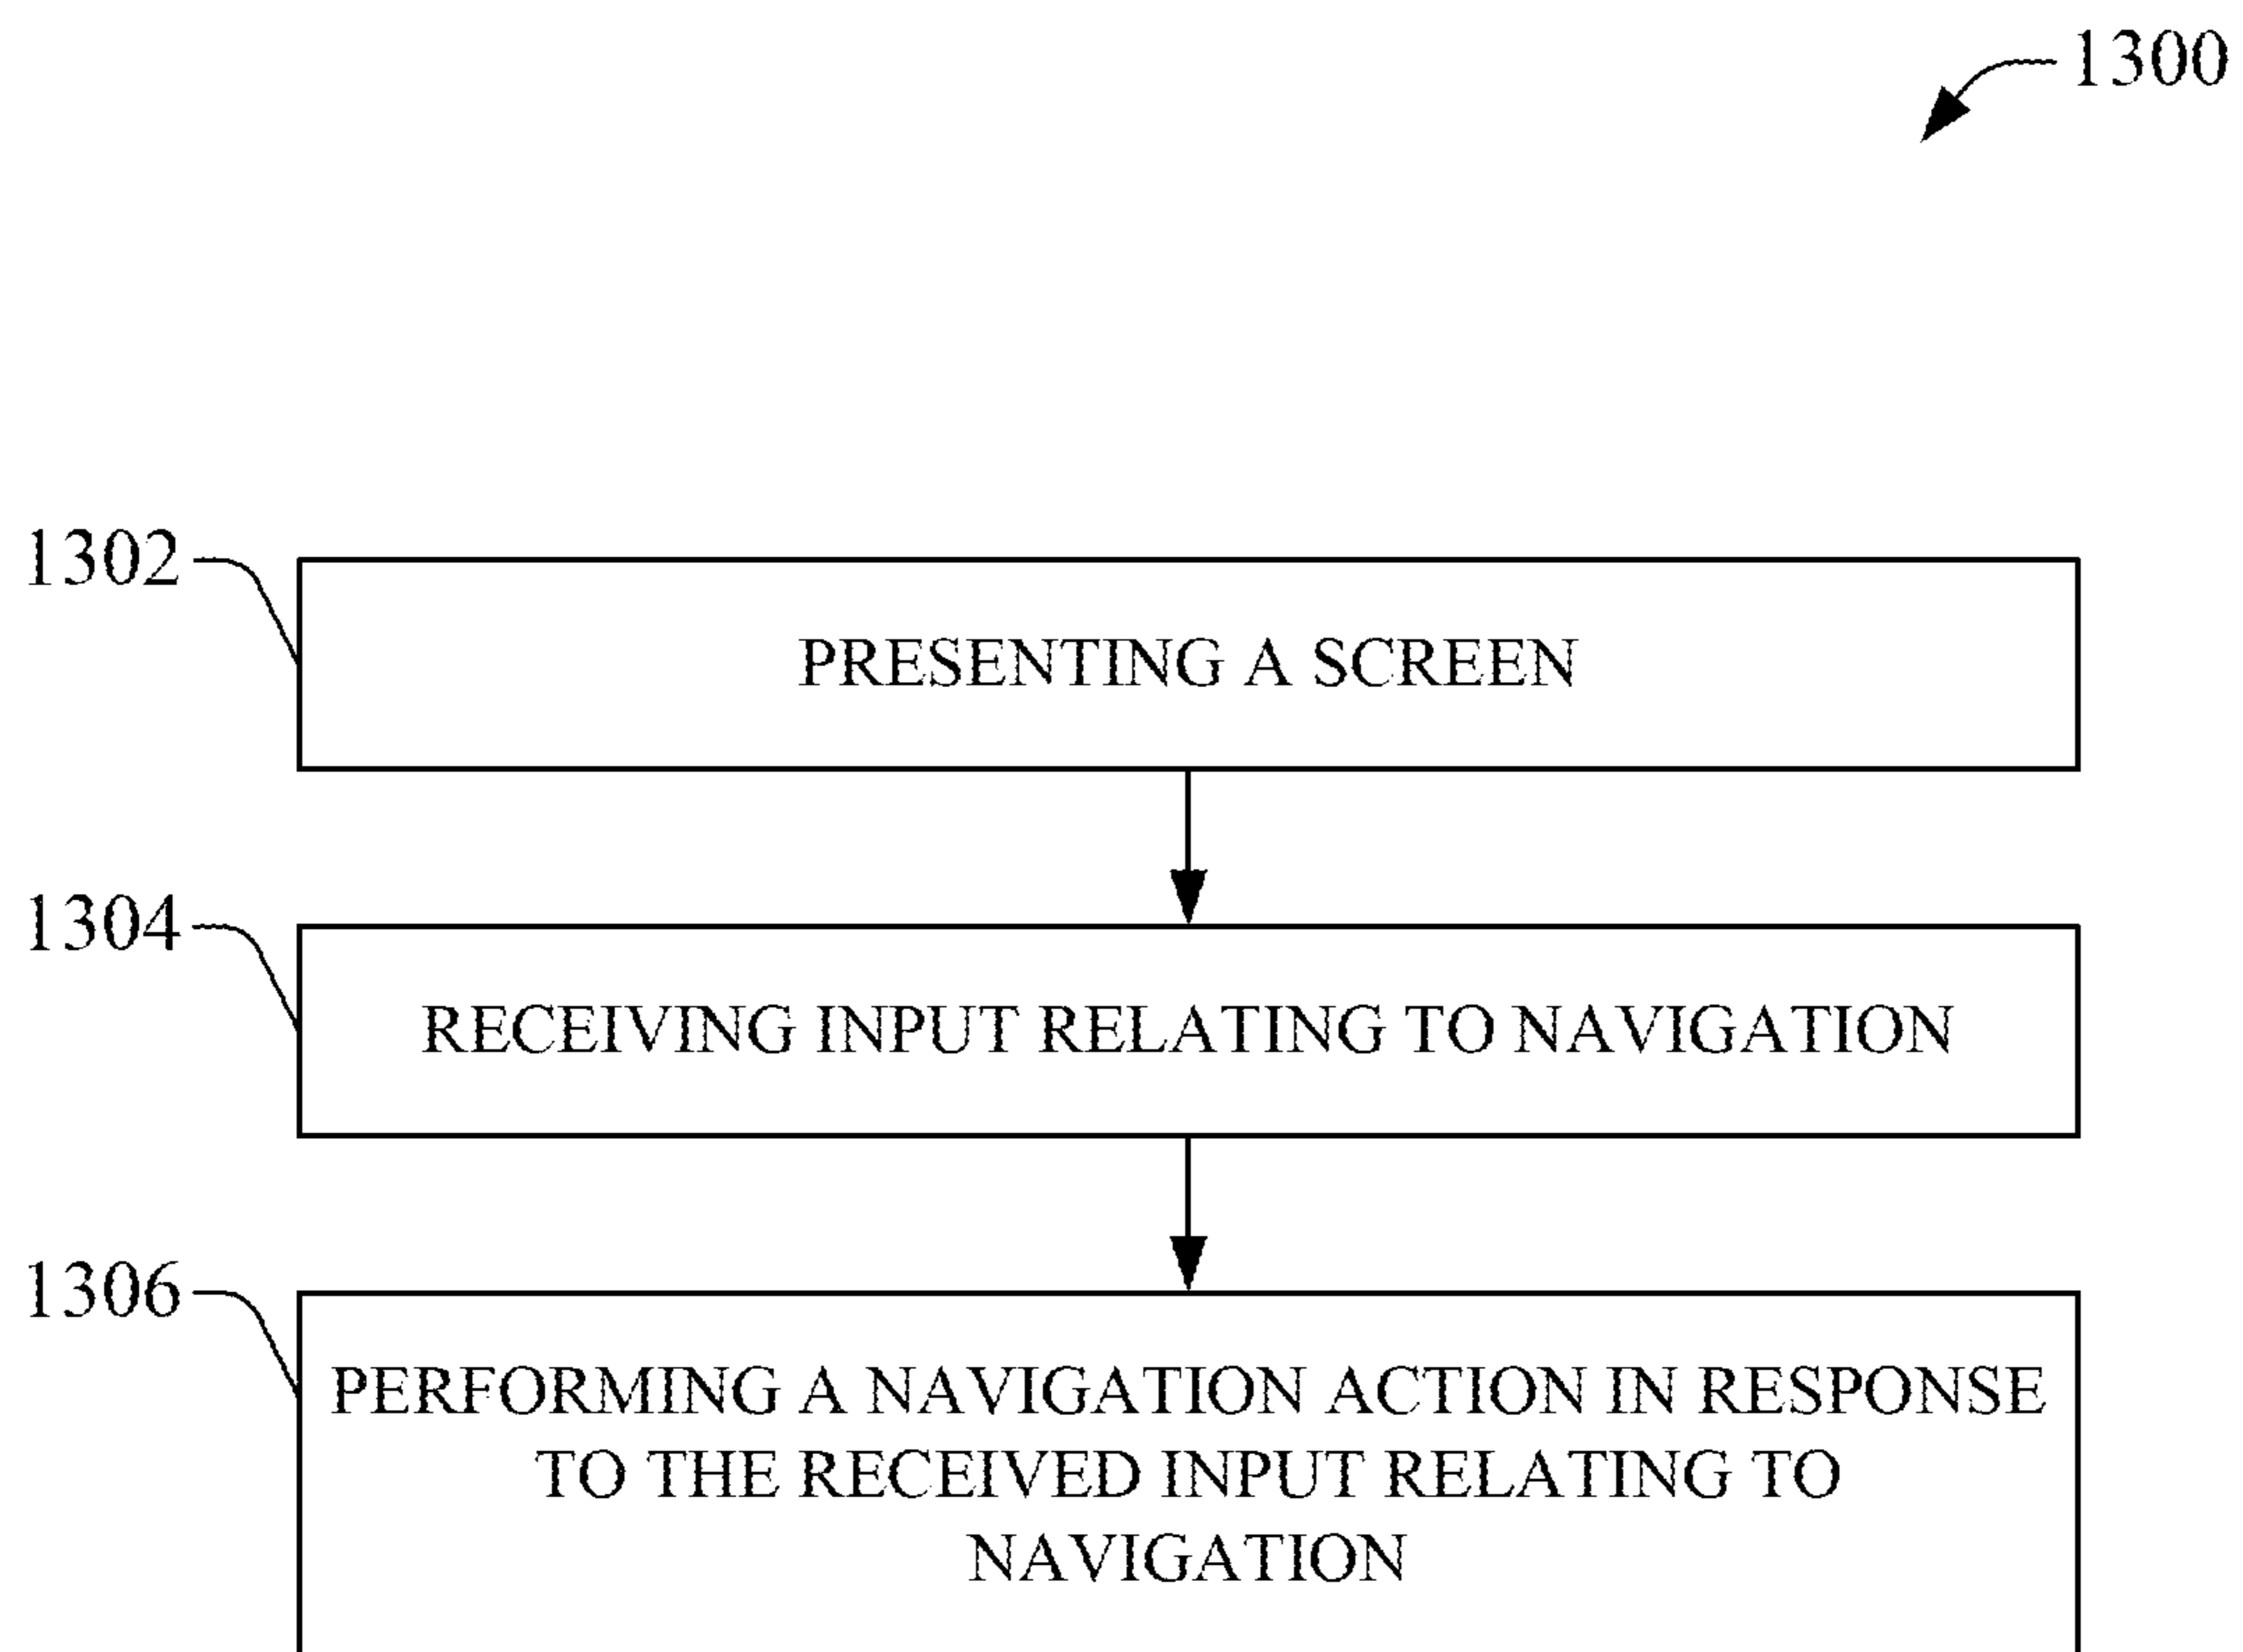 1300
1302
PRESENTING A SCREEN
1304
RECEIVING INPUT RELATING TO NAVIGATION
1306
PERFORMING A NAVIGATION ACTION IN RESPONSE
TO THE RECEIVED INPUT RELATING TO
NAVIGATION